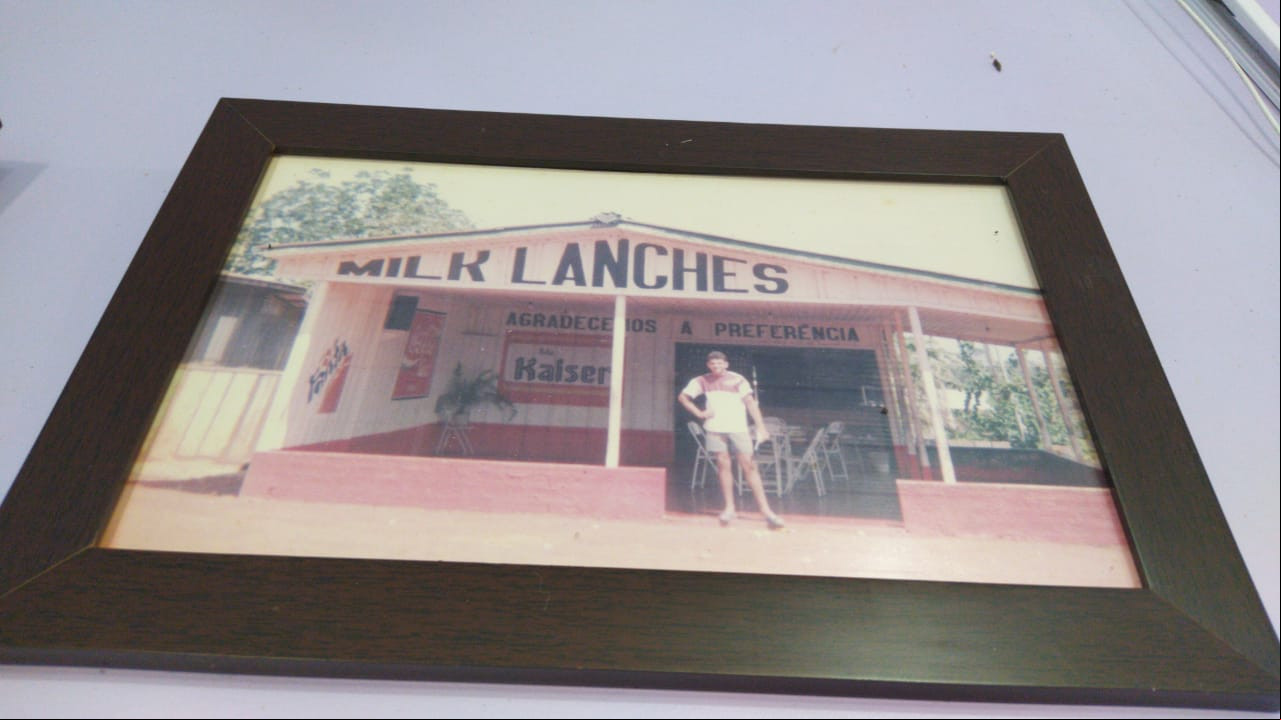 MILK LANCHES
AGRADECEMOS A PREFERÊNCIA
Kaiser